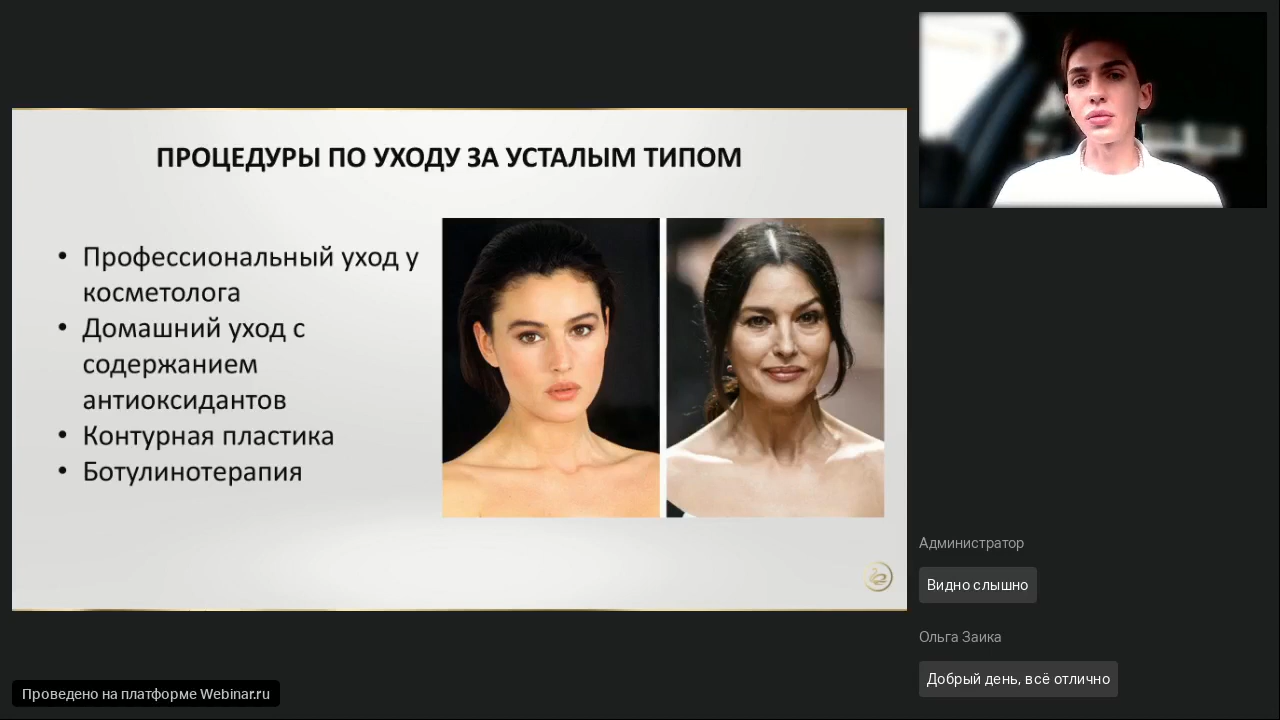 ПРОЦЕДУРЫ ПО УХОДУ ЗА УСТАЛЫМ ТИПОМ
• Профессиональный уход у
косметолога
• Домашний уход с
содержанием
антиоксидантов
• Контурная пластика
• Ботулинотерапия
Администратор
Видно слышно
Ольга Заика
Добрый день, всё отлично
Проведено на платформе Webinar.ru